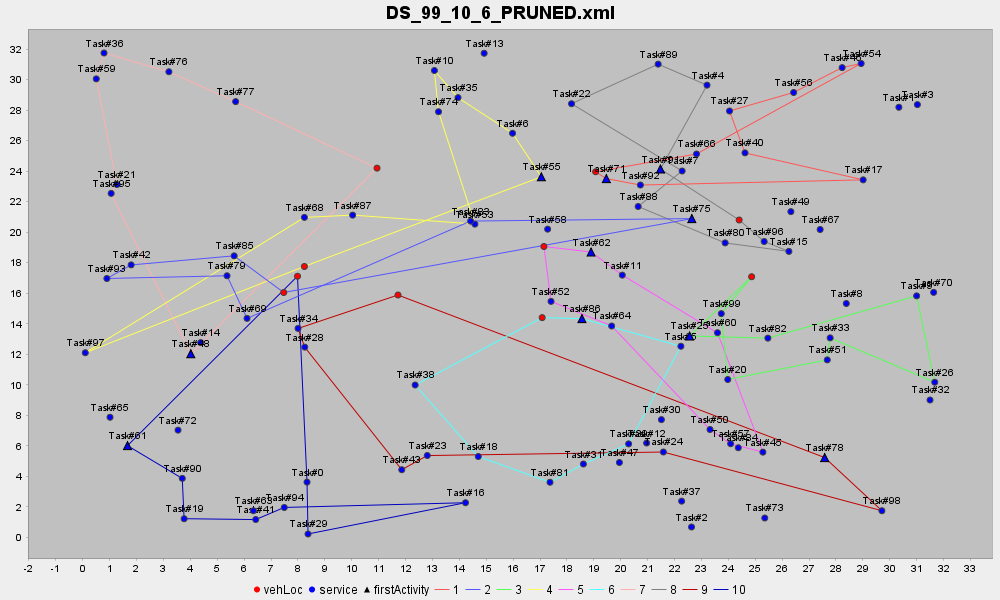 DS_99_10_6_PRUNED.xml
Task#36
Task#13
Task#89
Task#54
Task#76
Task#10
Task#59
Task#4
Task#56
Task#77
Task#35
Task#22
Task#3
Task#74
Task#27
Task#6
Task#66
Task#40
Task#55
Task#71
Task#7
Task#17
Task#21
Task#92
Task#95
Task#88
Task#49
Task#68
Task#87
Task#75
Task#53
Task#58
Task#67
Task#80
Task#96
Task#85
Task#62
Task#15
Task#42
Task#93
Task#79
Task#11
Task#70
Task#52
Task#8
Task#69
Task#99
Task#34
Task#14
Task#86
Task#64
Task#60
Task#82
Task#33
Task#28
Task#48
Task#97
Task#51
Task#38
Task#20
Task#26
Task#32
Task#65
Task#30
Task#72
Task#50
Task#61
Task#12
Task#24
Task#45
Task#23
Task#18
Task#31
Task#47
Task#78
Task#43
Task#90
Task#0
Task#81
Task#16
Task#37
Task#94
Task#63
Task#98
Task#19
Task#41
Task#73
Task#2
Task#29
32
30
28
26
24
22
20
18
16
14
12
10
8
6
4
2
0
-2 -1 0 1 2 3 4 5 6 7 8 9 10 11 12 13 14 15 16 17 18 19 20 21 22 23 24 25 26 27 28 29 30 31 32 33
vehLoc service firstActivity 1 2 3 4 5 6 7 8 9 10